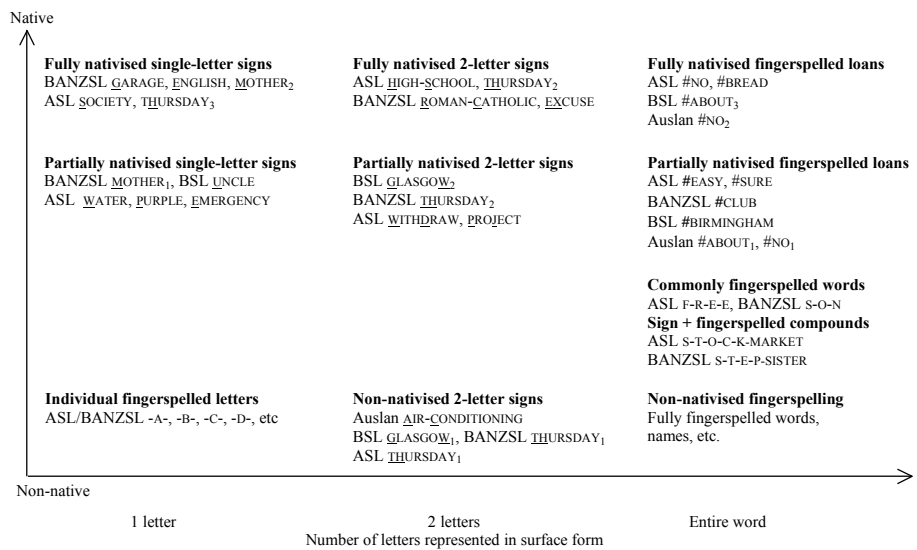 Native
Fully nativised single-letter signs
BANZSL GARAGE, ENGLISH, MOTHER2
ASL SOCIETY, THURSDAY3
Fully nativised 2-letter signs
ASL HIGH-SCHOOL, THURSDAY2
BANZSL ROMAN-CATHOLIC, EXCUSE
Fully nativised fingerspelled loans
ASL #NO, #BREAD
BSL #ABOUT3
Auslan #NO2
Partially nativised single-letter signs
BANZSL MOTHER1, BSL UNCLE
ASL WATER, PURPLE, EMERGENCY
Partially nativised 2-letter signs
BSL GLASGOW2
BANZSL THURSDAY2
ASL WITHDRAW, PROJECT
Partially nativised fingerspelled loans
ASL #EASY, #SURE
BANZSL #CLUB
BSL #BIRMINGHAM
Auslan #ABOUT1, #NO1
Commonly fingerspelled words
ASL F-R-E-E, BANZSL S-O-N
Sign + fingerspelled compounds
ASL S-T-O-C-K-MARKET
BANZSL S-T-E-P-SISTER
Individual fingerspelled letters
ASL/BANZSL -A-, -B-, -C-, -D-, etc
Non-nativised 2-letter signs
Auslan AIR-CONDITIONING
BSL GLASGOW1, BANZSL THURSDAY1
ASL THURSDAY1
Non-nativised fingerspelling
Fully fingerspelled words,
names, etc.
Non-native
1 letter
2 letters
Entire word
Number of letters represented in surface form